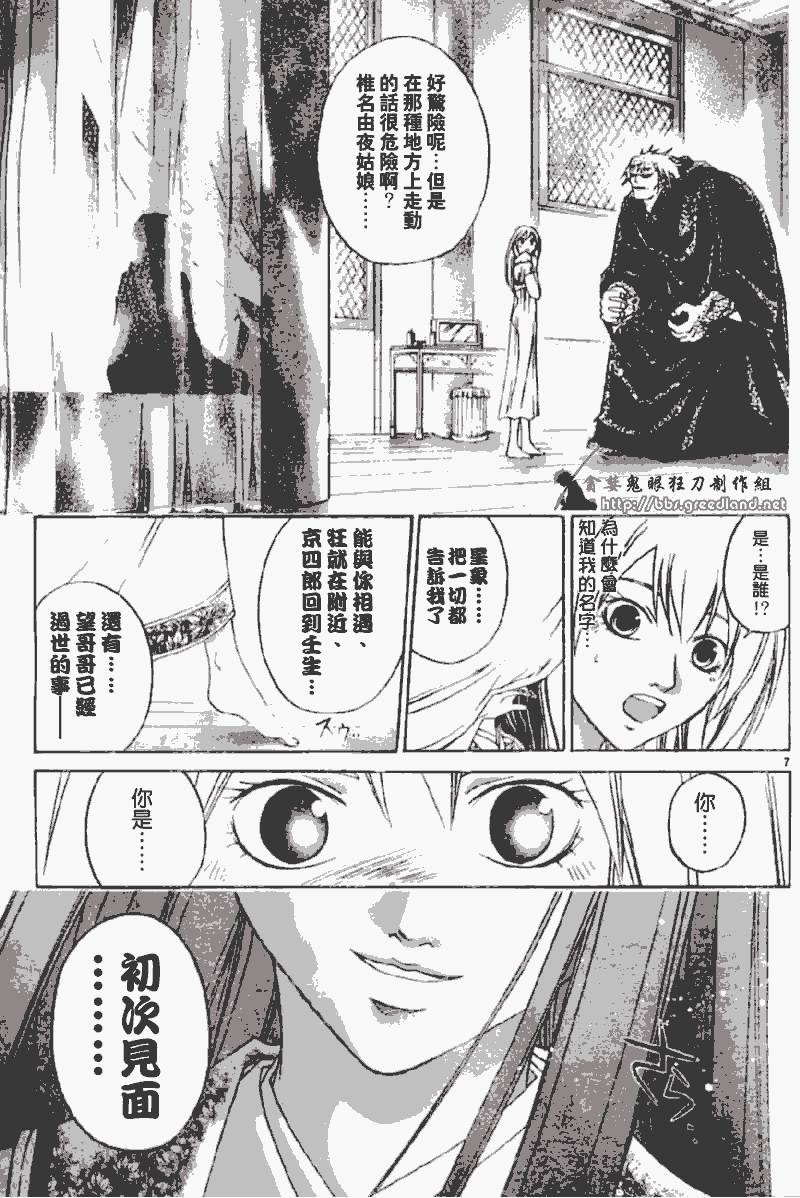 好驚險呢…但是
在那種地方上走動
的話很危險啊？
椎名由夜姑娘……
貪婪鬼眼狂刀制作組
http://bbs.greedland.net
是…是誰!?
為什麼會
知道我的名字…
星象……
把一切都
告訴我了
能與你相遇、
狂就在附近、
京四郎回到壬生…
還有……
望哥哥已經
過世的事——
スゥ..
7
你……
你是……
初次見面
………
さら